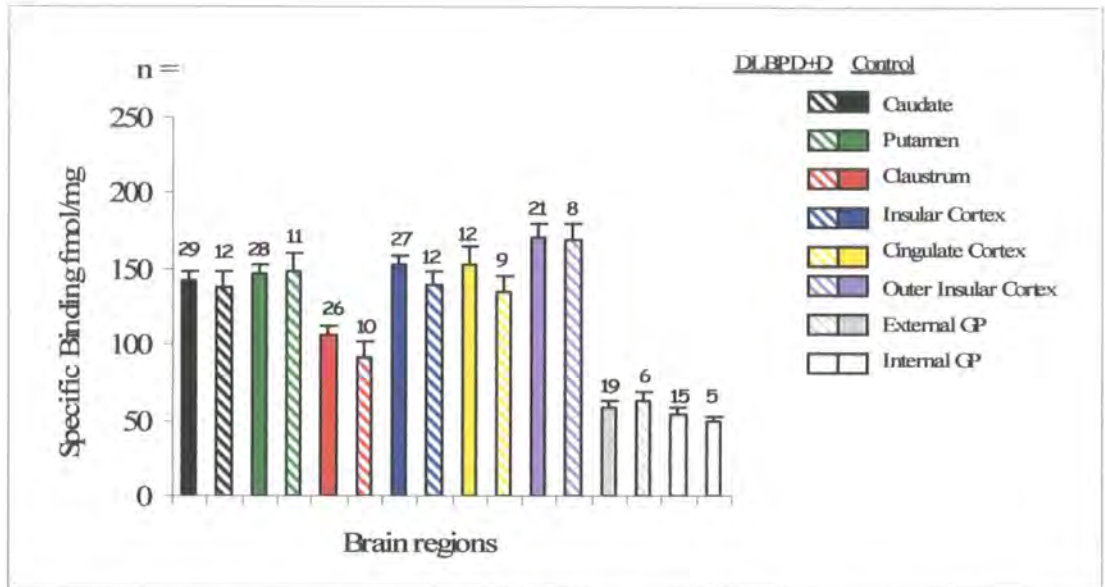 n =
DLBPD+D Control
Caudate
Putamen
Claustrum
Insular Cortex
Cingulate Cortex
Outer Insular Cortex
External GP
Internal GP
Specific Binding fmol/mg
250
200
150
100
50
0
29 12 28 11 26 10 27 12 12 9 21 8 19 6 15 5
Brain regions